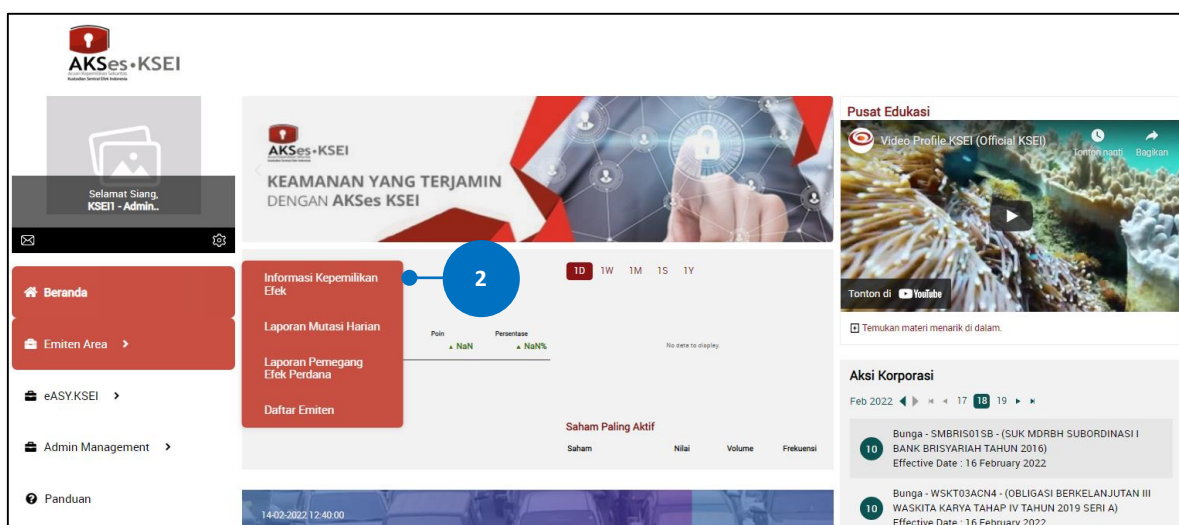 AKSes•KSEI
Acuan Kepemilikan Sekuritas
Kustodian Sentral Efek Indonesia
Selamat Siang,
KSEI1 - Admin..
Beranda
Emiten Area
eASY.KSEI
Admin Management
Panduan
AKSes•KSEI
KEAMANAN YANG TERJAMIN
DENGAN AKSes KSEI
Informasi Kepemilikan
Efek
Laporan Mutasi Harian
Laporan Pemegang
Efek Perdana
Daftar Emiten
2
1D 1W 1M 1S 1Y
Poin Persentase
▲ NaN ▲ NaN%
No data to display.
Saham Paling Aktif
Saham Nilai Volume Frekuensi
14-02-2022 12:40:00
Pusat Edukasi
Video Profile KSEI (Official KSEI)
Tonton nanti Bagikan
Tonton di YouTube
Temukan materi menarik di dalam.
Aksi Korporasi
Feb 2022 17 18 19
10
Bunga - SMBRIS01SB - (SUK MDRBH SUBORDINASI I
BANK BRISYARIAH TAHUN 2016)
Effective Date : 16 February 2022
10
Bunga - WSKT03ACN4 - (OBLIGASI BERKELANJUTAN III
WASKITA KARYA TAHAP IV TAHUN 2019 SERI A)
Effective Date : 16 February 2022